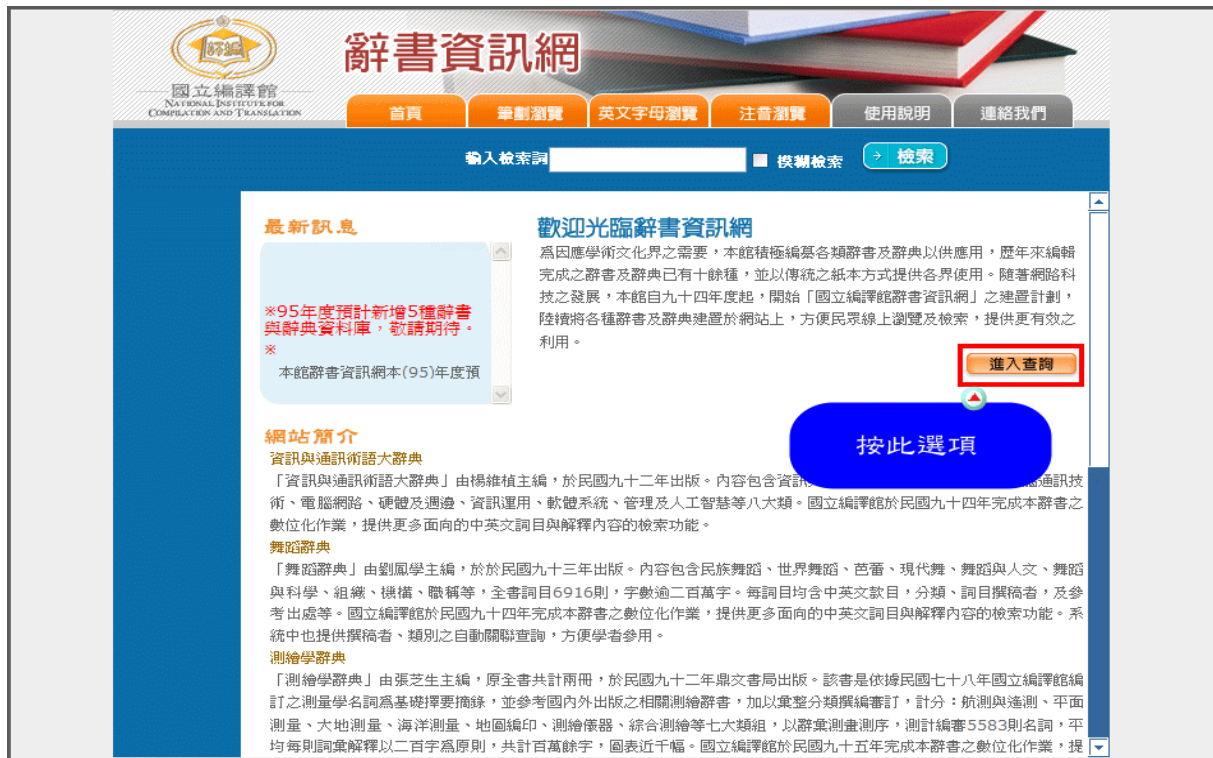 辭書資訊網
國立編譯館
NATIONAL INSTITUTE FOR
COMPILATION AND TRANSLATION
首頁 筆劃瀏覽 英文字母瀏覽 注音瀏覽 使用說明 連絡我們
輸入檢索詞 模糊檢索 檢索
最新訊息
※95年度預計新增5種辭書
與辭典資料庫，敬請期待。
※
本館辭書資訊網本(95)年度預
歡迎光臨辭書資訊網
為因應學術文化界之需要，本館積極編纂各類辭書及辭典以供應用，歷年來編輯
完成之辭書及辭典已有十餘種，並以傳統之紙本方式提供各界使用。隨著網路科
技之發展，本館自九十四年度起，開始「國立編譯館辭書資訊網」之建置計劃，
陸續將各種辭書及辭典建置於網站上，方便民眾線上瀏覽及檢索，提供更有效之
利用。
進入查詢
按此選項
網站簡介
資訊與通訊術語大辭典
「資訊與通訊術語大辭典」由楊維楨主編，於民國九十二年出版。內容包含資訊 通訊技
術、電腦網路、硬體及週邊、資訊運用、軟體系統、管理及人工智慧等八大類。國立編譯館於民國九十四年完成本辭書之
數位化作業，提供更多面向的中英文詞目與解釋內容的檢索功能。
舞蹈辭典
「舞蹈辭典」由劉鳳學主編，於於民國九十三年出版。內容包含民族舞蹈、世界舞蹈、芭蕾、現代舞、舞蹈與人文、舞蹈
與科學、組織、機構、職稱等，全書詞目6916則，字數逾二百萬字。每詞目均含中英文款目，分類、詞目撰稿者，及參
考出處等。國立編譯館於民國九十四年完成本辭書之數位化作業，提供更多面向的中英文詞目與解釋內容的檢索功能。系
統中也提供撰稿者、類別之自動關聯查詢，方便學者參用。
測繪學辭典
「測繪學辭典」由張芝生主編，原全書共計兩冊，於民國九十二年鼎文書局出版。該書是依據民國七十八年國立編譯館編
訂之測量學名詞為基礎擇要摘錄，並參考國內外出版之相關測繪辭書，加以彙整分類撰編審訂，計分：航測與遙測、平面
測量、大地測量、海洋測量、地圖編印、測繪儀器、綜合測繪等七大類組，以辭彙測畫測序，測計編審5583則名詞，平
均每則詞彙解釋以二百字為原則，共計百萬餘字，圖表近千幅。國立編譯館於民國九十五年完成本辭書之數位化作業，提